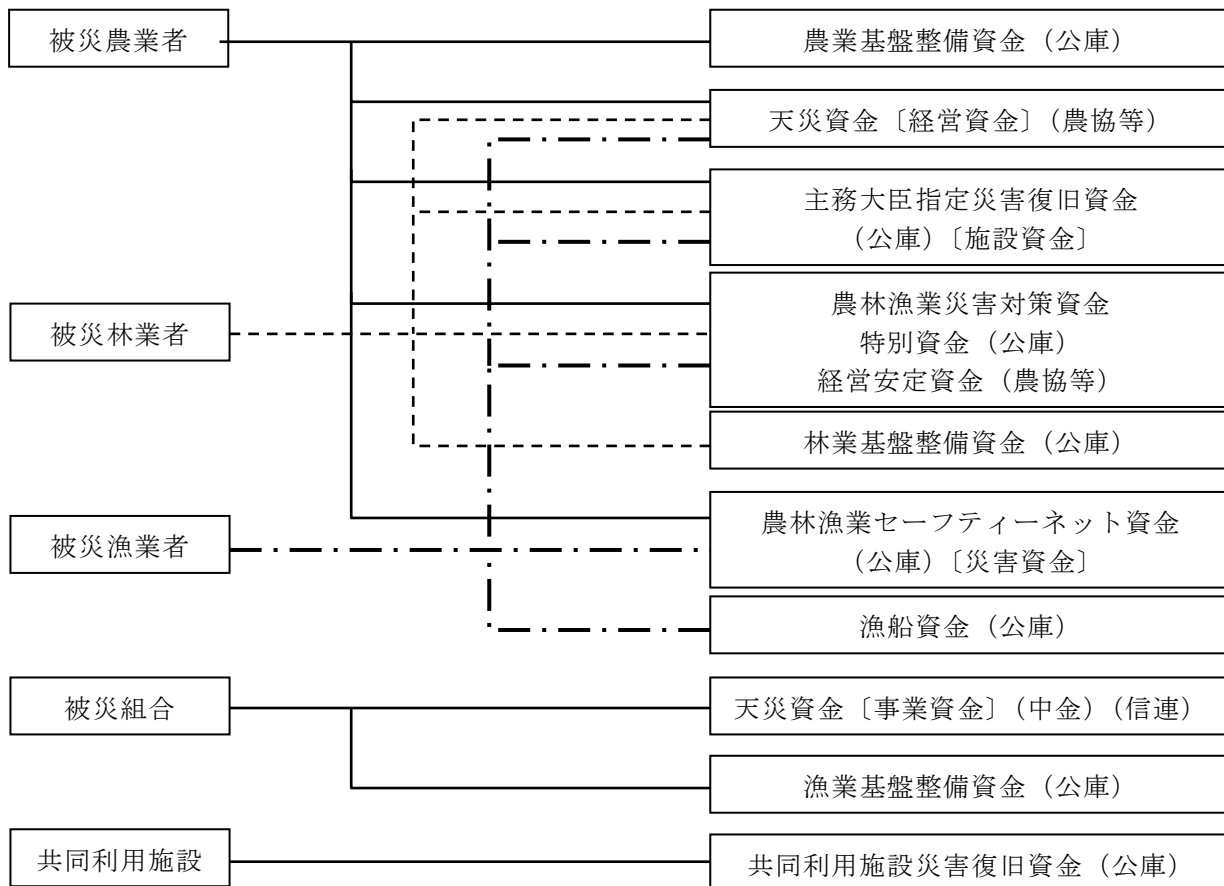 被災農業者
農業基盤整備資金（公庫）
天災資金〔経営資金〕（農協等）
主務大臣指定災害復旧資金
（公庫）〔施設資金〕
被災林業者
農林漁業災害対策資金
特別資金（公庫）
経営安定資金（農協等）
林業基盤整備資金（公庫）
被災漁業者
農林漁業セーフティーネット資金
（公庫）〔災害資金〕
漁船資金（公庫）
被災組合
天災資金〔事業資金〕（中金）（信連）
漁業基盤整備資金（公庫）
共同利用施設
共同利用施設災害復旧資金（公庫）